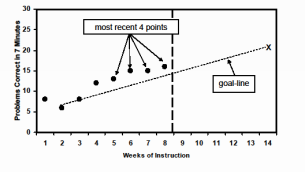 30
25
20
15
10
5
0
Problems Correct in 7 Minutes
most recent 4 points
X
goal-line
1 2 3 4 5 6 7 8 9 10 11 12 13 14
Weeks of Instruction